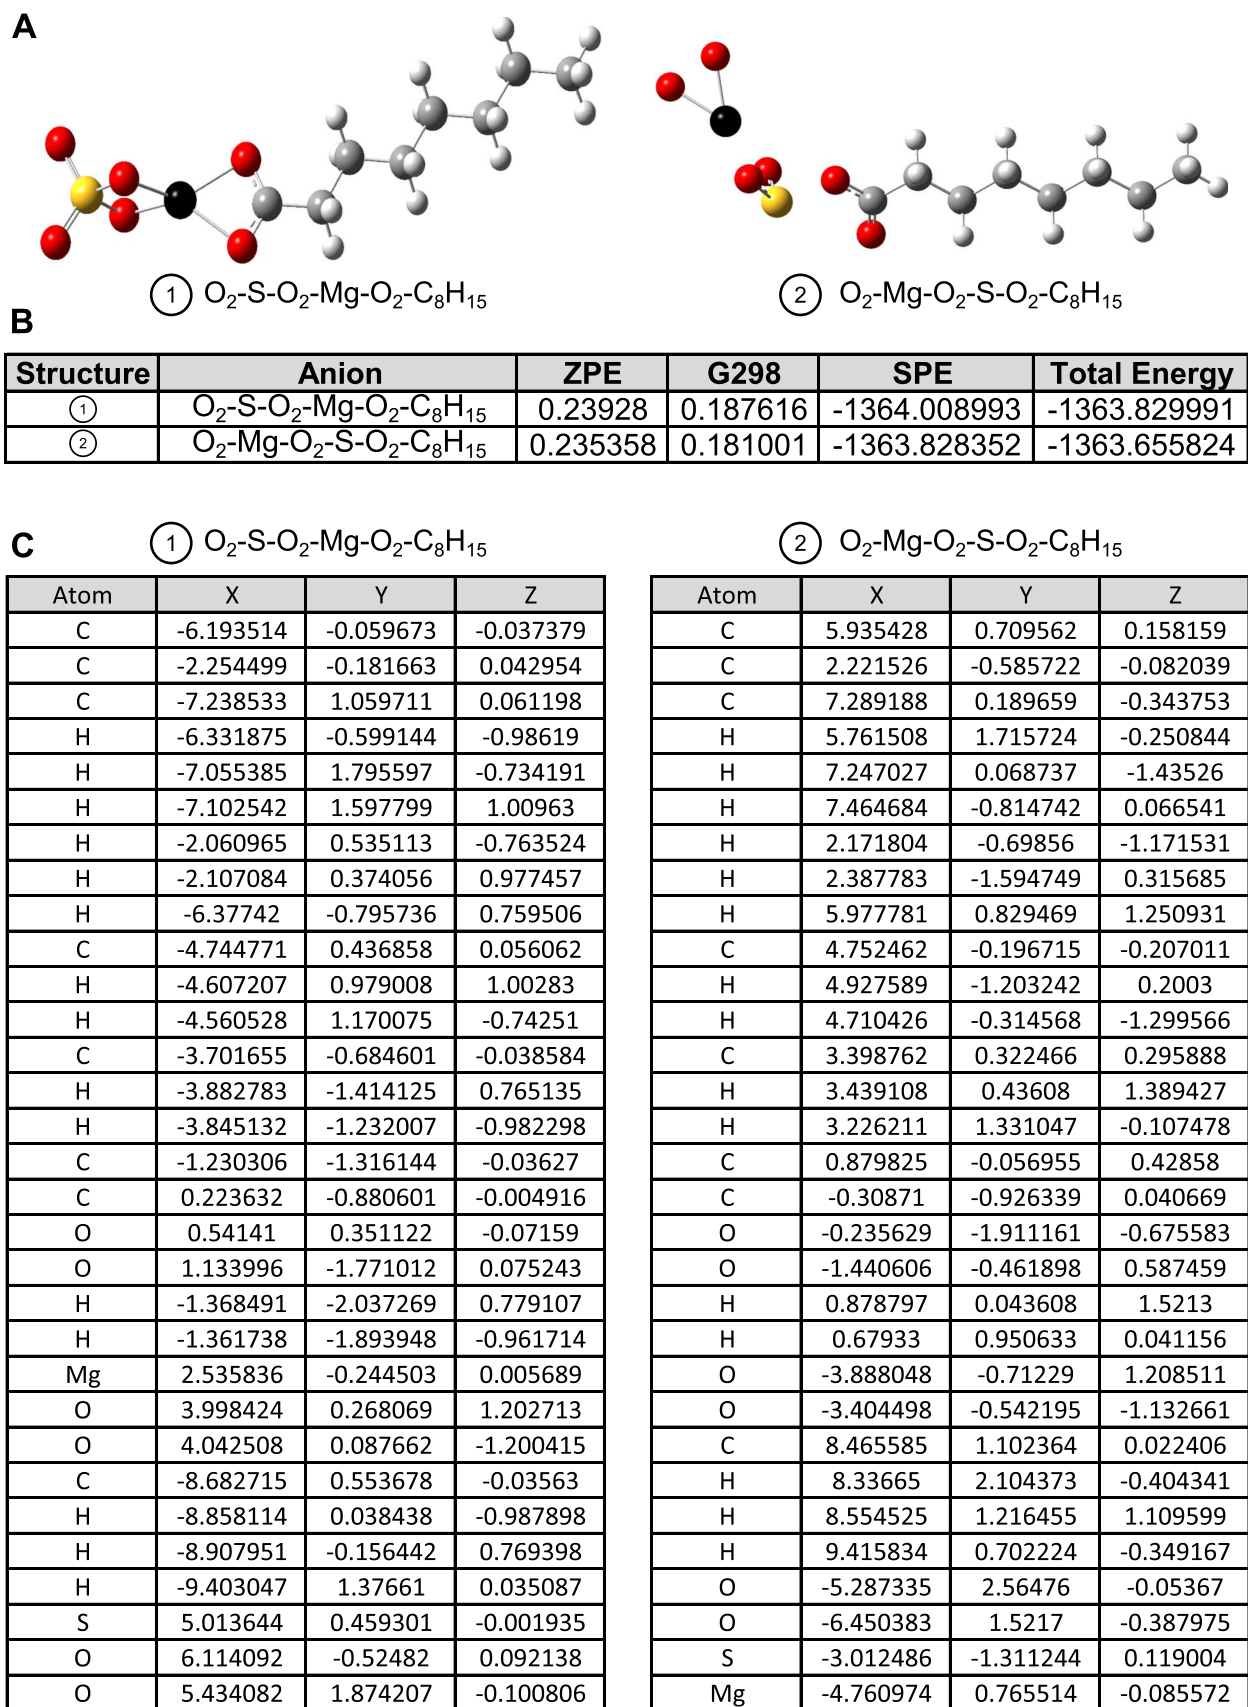 A
① O₂-S-O₂-Mg-O₂-C₈H₁₅
② O₂-Mg-O₂-S-O₂-C₈H₁₅
B
Structure Anion ZPE G298 SPE Total Energy
① O₂-S-O₂-Mg-O₂-C₈H₁₅ 0.23928 0.187616 -1364.008993 -1363.829991
② O₂-Mg-O₂-S-O₂-C₈H₁₅ 0.235358 0.181001 -1363.828352 -1363.655824
C
① O₂-S-O₂-Mg-O₂-C₈H₁₅
Atom X Y Z
C -6.193514 -0.059673 -0.037379
C -2.254499 -0.181663 0.042954
C -7.238533 1.059711 0.061198
H -6.331875 -0.599144 -0.98619
H -7.055385 1.795597 -0.734191
H -7.102542 1.597799 1.00963
H -2.060965 0.535113 -0.763524
H -2.107084 0.374056 0.977457
H -6.37742 -0.795736 0.759506
C -4.744771 0.436858 0.056062
H -4.607207 0.979008 1.00283
H -4.560528 1.170075 -0.74251
C -3.701655 -0.684601 -0.038584
H -3.882783 -1.414125 0.765135
H -3.845132 -1.232007 -0.982298
C -1.230306 -1.316144 -0.03627
C 0.223632 -0.880601 -0.004916
O 0.54141 0.351122 -0.07159
O 1.133996 -1.771012 0.075243
H -1.368491 -2.037269 0.779107
H -1.361738 -1.893948 -0.961714
Mg 2.535836 -0.244503 0.005689
O 3.998424 0.268069 1.202713
O 4.042508 0.087662 -1.200415
C -8.682715 0.553678 -0.03563
H -8.858114 0.038438 -0.987898
H -8.907951 -0.156442 0.769398
H -9.403047 1.37661 0.035087
S 5.013644 0.459301 -0.001935
O 6.114092 -0.52482 0.092138
O 5.434082 1.874207 -0.100806
② O₂-Mg-O₂-S-O₂-C₈H₁₅
Atom X Y Z
C 5.935428 0.709562 0.158159
C 2.221526 -0.585722 -0.082039
C 7.289188 0.189659 -0.343753
H 5.761508 1.715724 -0.250844
H 7.247027 0.068737 -1.43526
H 7.464684 -0.814742 0.066541
H 2.171804 -0.69856 -1.171531
H 2.387783 -1.594749 0.315685
H 5.977781 0.829469 1.250931
C 4.752462 -0.196715 -0.207011
H 4.927589 -1.203242 0.2003
H 4.710426 -0.314568 -1.299566
C 3.398762 0.322466 0.295888
H 3.439108 0.43608 1.389427
H 3.226211 1.331047 -0.107478
C 0.879825 -0.056955 0.42858
C -0.30871 -0.926339 0.040669
O -0.235629 -1.911161 -0.675583
O -1.440606 -0.461898 0.587459
H 0.878797 0.043608 1.5213
H 0.67933 0.950633 0.041156
O -3.888048 -0.71229 1.208511
O -3.404498 -0.542195 -1.132661
C 8.465585 1.102364 0.022406
H 8.33665 2.104373 -0.404341
H 8.554525 1.216455 1.109599
H 9.415834 0.702224 -0.349167
O -5.287335 2.56476 -0.05367
O -6.450383 1.5217 -0.387975
S -3.012486 -1.311244 0.119004
Mg -4.760974 0.765514 -0.085572